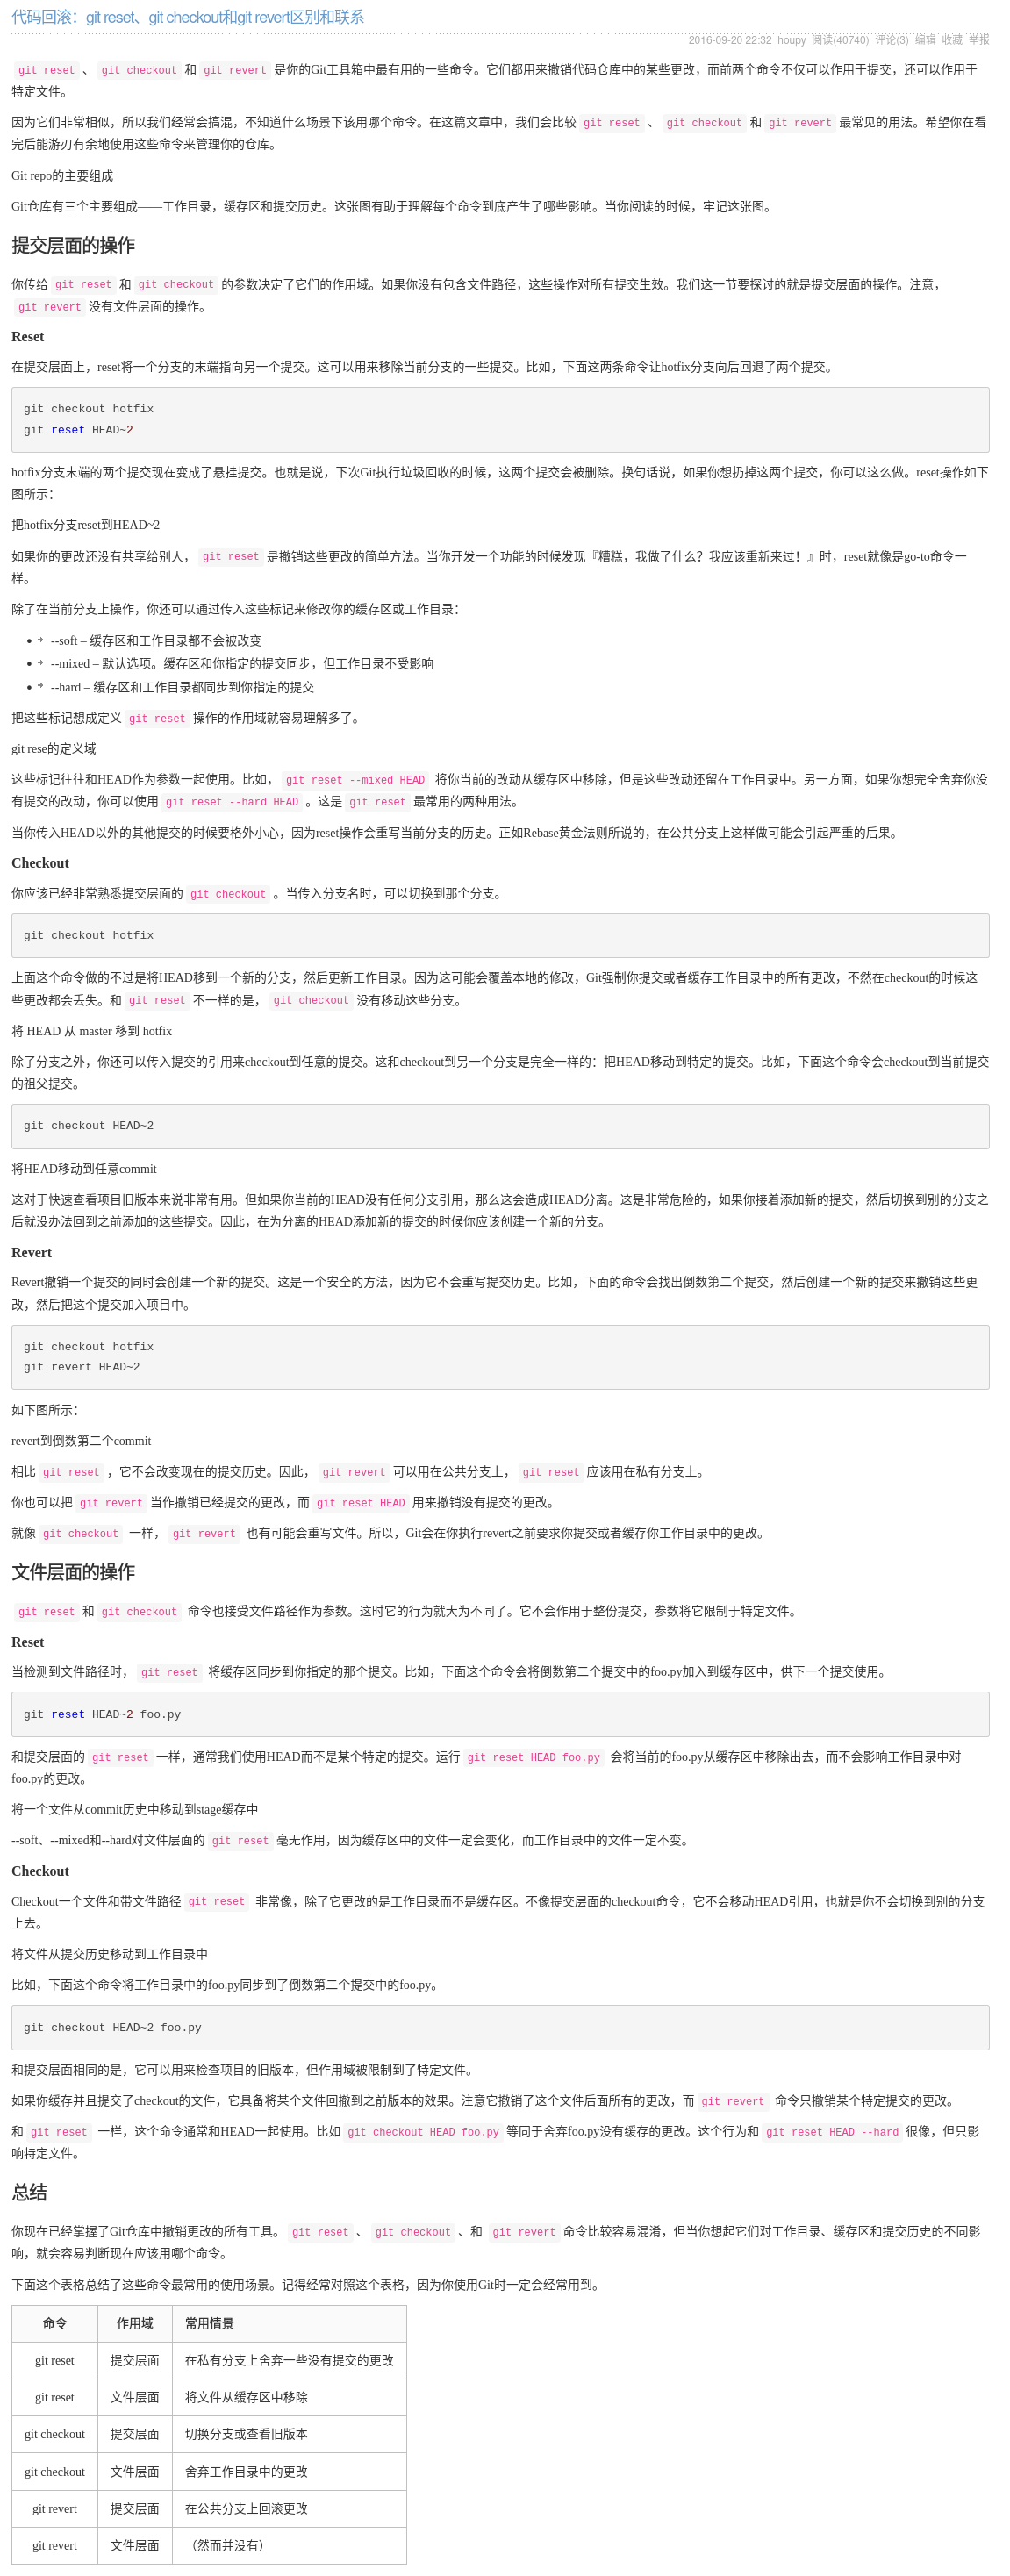 代码回滚：git reset、git checkout和git revert区别和联系
2016-09-20 22:32 houpy 阅读(40740) 评论(3) 编辑 收藏 举报
git reset 、 git checkout 和 git revert 是你的Git工具箱中最有用的一些命令。它们都用来撤销代码仓库中的某些更改，而前两个命令不仅可以作用于提交，还可以作用于
特定文件。
因为它们非常相似，所以我们经常会搞混，不知道什么场景下该用哪个命令。在这篇文章中，我们会比较 git reset 、 git checkout 和 git revert 最常见的用法。希望你在看
完后能游刃有余地使用这些命令来管理你的仓库。
Git repo的主要组成
Git仓库有三个主要组成——工作目录，缓存区和提交历史。这张图有助于理解每个命令到底产生了哪些影响。当你阅读的时候，牢记这张图。
提交层面的操作
你传给 git reset 和 git checkout 的参数决定了它们的作用域。如果你没有包含文件路径，这些操作对所有提交生效。我们这一节要探讨的就是提交层面的操作。注意，
git revert 没有文件层面的操作。
Reset
在提交层面上，reset将一个分支的末端指向另一个提交。这可以用来移除当前分支的一些提交。比如，下面这两条命令让hotfix分支向后回退了两个提交。
git checkout hotfix
git reset HEAD~2
hotfix分支末端的两个提交现在变成了悬挂提交。也就是说，下次Git执行垃圾回收的时候，这两个提交会被删除。换句话说，如果你想扔掉这两个提交，你可以这么做。reset操作如下
图所示：
把hotfix分支reset到HEAD~2
如果你的更改还没有共享给别人， git reset 是撤销这些更改的简单方法。当你开发一个功能的时候发现『糟糕，我做了什么？我应该重新来过！』时，reset就像是go-to命令一
样。
除了在当前分支上操作，你还可以通过传入这些标记来修改你的缓存区或工作目录：
• --soft – 缓存区和工作目录都不会被改变
• --mixed – 默认选项。缓存区和你指定的提交同步，但工作目录不受影响
• --hard – 缓存区和工作目录都同步到你指定的提交
把这些标记想成定义 git reset 操作的作用域就容易理解多了。
git rese的定义域
这些标记往往和HEAD作为参数一起使用。比如， git reset --mixed HEAD 将你当前的改动从缓存区中移除，但是这些改动还留在工作目录中。另一方面，如果你想完全舍弃你没
有提交的改动，你可以使用 git reset --hard HEAD 。这是 git reset 最常用的两种用法。
当你传入HEAD以外的其他提交的时候要格外小心，因为reset操作会重写当前分支的历史。正如Rebase黄金法则所说的，在公共分支上这样做可能会引起严重的后果。
Checkout
你应该已经非常熟悉提交层面的 git checkout 。当传入分支名时，可以切换到那个分支。
git checkout hotfix
上面这个命令做的不过是将HEAD移到一个新的分支，然后更新工作目录。因为这可能会覆盖本地的修改，Git强制你提交或者缓存工作目录中的所有更改，不然在checkout的时候这
些更改都会丢失。和 git reset 不一样的是， git checkout 没有移动这些分支。
将 HEAD 从 master 移到 hotfix
除了分支之外，你还可以传入提交的引用来checkout到任意的提交。这和checkout到另一个分支是完全一样的：把HEAD移动到特定的提交。比如，下面这个命令会checkout到当前提交
的祖父提交。
git checkout HEAD~2
将HEAD移动到任意commit
这对于快速查看项目旧版本来说非常有用。但如果你当前的HEAD没有任何分支引用，那么这会造成HEAD分离。这是非常危险的，如果你接着添加新的提交，然后切换到别的分支之
后就没办法回到之前添加的这些提交。因此，在为分离的HEAD添加新的提交的时候你应该创建一个新的分支。
Revert
Revert撤销一个提交的同时会创建一个新的提交。这是一个安全的方法，因为它不会重写提交历史。比如，下面的命令会找出倒数第二个提交，然后创建一个新的提交来撤销这些更
改，然后把这个提交加入项目中。
git checkout hotfix
git revert HEAD~2
如下图所示：
revert到倒数第二个commit
相比 git reset ，它不会改变现在的提交历史。因此， git revert 可以用在公共分支上， git reset 应该用在私有分支上。
你也可以把 git revert 当作撤销已经提交的更改，而 git reset HEAD 用来撤销没有提交的更改。
就像 git checkout 一样， git revert 也有可能会重写文件。所以，Git会在你执行revert之前要求你提交或者缓存你工作目录中的更改。
文件层面的操作
git reset 和 git checkout 命令也接受文件路径作为参数。这时它的行为就大为不同了。它不会作用于整份提交，参数将它限制于特定文件。
Reset
当检测到文件路径时， git reset 将缓存区同步到你指定的那个提交。比如，下面这个命令会将倒数第二个提交中的foo.py加入到缓存区中，供下一个提交使用。
git reset HEAD~2 foo.py
和提交层面的 git reset 一样，通常我们使用HEAD而不是某个特定的提交。运行 git reset HEAD foo.py 会将当前的foo.py从缓存区中移除出去，而不会影响工作目录中对
foo.py的更改。
将一个文件从commit历史中移动到stage缓存中
--soft、--mixed和--hard对文件层面的 git reset 毫无作用，因为缓存区中的文件一定会变化，而工作目录中的文件一定不变。
Checkout
Checkout一个文件和带文件路径 git reset 非常像，除了它更改的是工作目录而不是缓存区。不像提交层面的checkout命令，它不会移动HEAD引用，也就是你不会切换到别的分支
上去。
将文件从提交历史移动到工作目录中
比如，下面这个命令将工作目录中的foo.py同步到了倒数第二个提交中的foo.py。
git checkout HEAD~2 foo.py
和提交层面相同的是，它可以用来检查项目的旧版本，但作用域被限制到了特定文件。
如果你缓存并且提交了checkout的文件，它具备将某个文件回撤到之前版本的效果。注意它撤销了这个文件后面所有的更改，而 git revert 命令只撤销某个特定提交的更改。
和 git reset 一样，这个命令通常和HEAD一起使用。比如 git checkout HEAD foo.py 等同于舍弃foo.py没有缓存的更改。这个行为和 git reset HEAD --hard 很像，但只影
响特定文件。
总结
你现在已经掌握了Git仓库中撤销更改的所有工具。 git reset 、 git checkout 、和 git revert 命令比较容易混淆，但当你想起它们对工作目录、缓存区和提交历史的不同影
响，就会容易判断现在应该用哪个命令。
下面这个表格总结了这些命令最常用的使用场景。记得经常对照这个表格，因为你使用Git时一定会经常用到。
命令 作用域 常用情景
git reset 提交层面 在私有分支上舍弃一些没有提交的更改
git reset 文件层面 将文件从缓存区中移除
git checkout 提交层面 切换分支或查看旧版本
git checkout 文件层面 舍弃工作目录中的更改
git revert 提交层面 在公共分支上回滚更改
git revert 文件层面 （然而并没有）